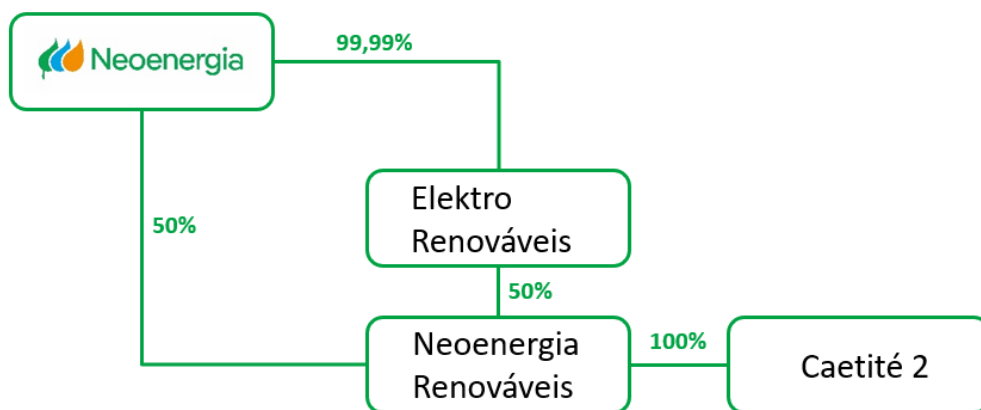 Neoenergia
99,99%
Elektro
Renováveis
50%
50%
Neoenergia
Renováveis
100%
Caetité 2